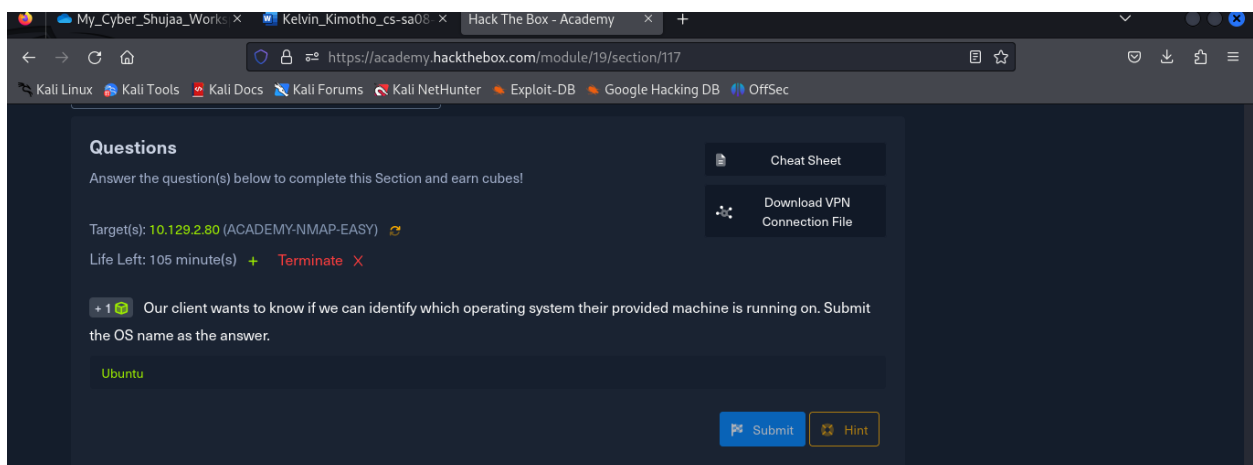 My_Cyber_Shujaa_Works
Kelvin_Kimotho_cs-sa08-
Hack The Box - Academy
https://academy.hackthebox.com/module/19/section/117
Kali Linux
Kali Tools
Kali Docs
Kali Forums
Kali NetHunter
Exploit-DB
Google Hacking DB
OffSec
Questions
Cheat Sheet
Answer the question(s) below to complete this Section and earn cubes!
Download VPN
Connection File
Target(s): 10.129.2.80 (ACADEMY-NMAP-EASY)
Life Left: 105 minute(s) + Terminate X
+ 1 Our client wants to know if we can identify which operating system their provided machine is running on. Submit
the OS name as the answer.
Ubuntu
Submit
Hint